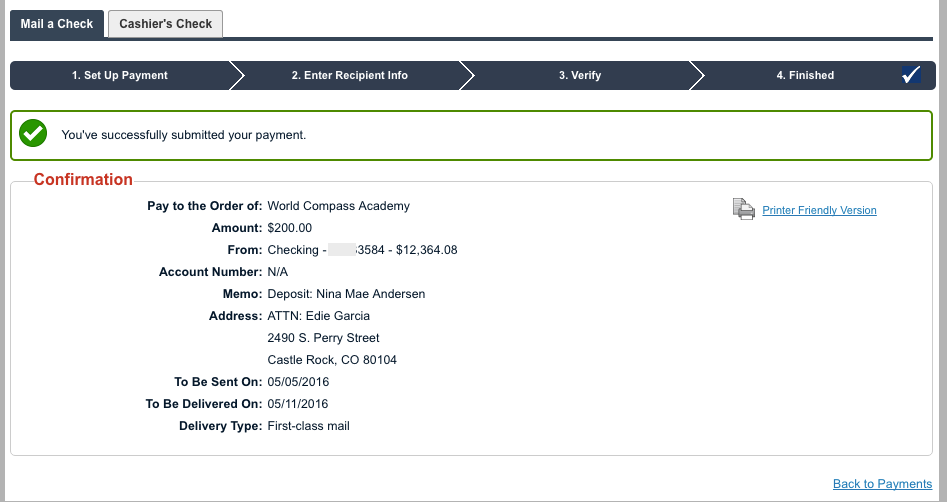 Mail a Check Cashier's Check
1. Set Up Payment 2. Enter Recipient Info 3. Verify 4. Finished
You've successfully submitted your payment.
Confirmation
Pay to the Order of: World Compass Academy
Printer Friendly Version
Amount: $200.00
From: Checking - 3584 - $12,364.08
Account Number: N/A
Memo: Deposit: Nina Mae Andersen
Address: ATTN: Edie Garcia
2490 S. Perry Street
Castle Rock, CO 80104
To Be Sent On: 05/05/2016
To Be Delivered On: 05/11/2016
Delivery Type: First-class mail
Back to Payments